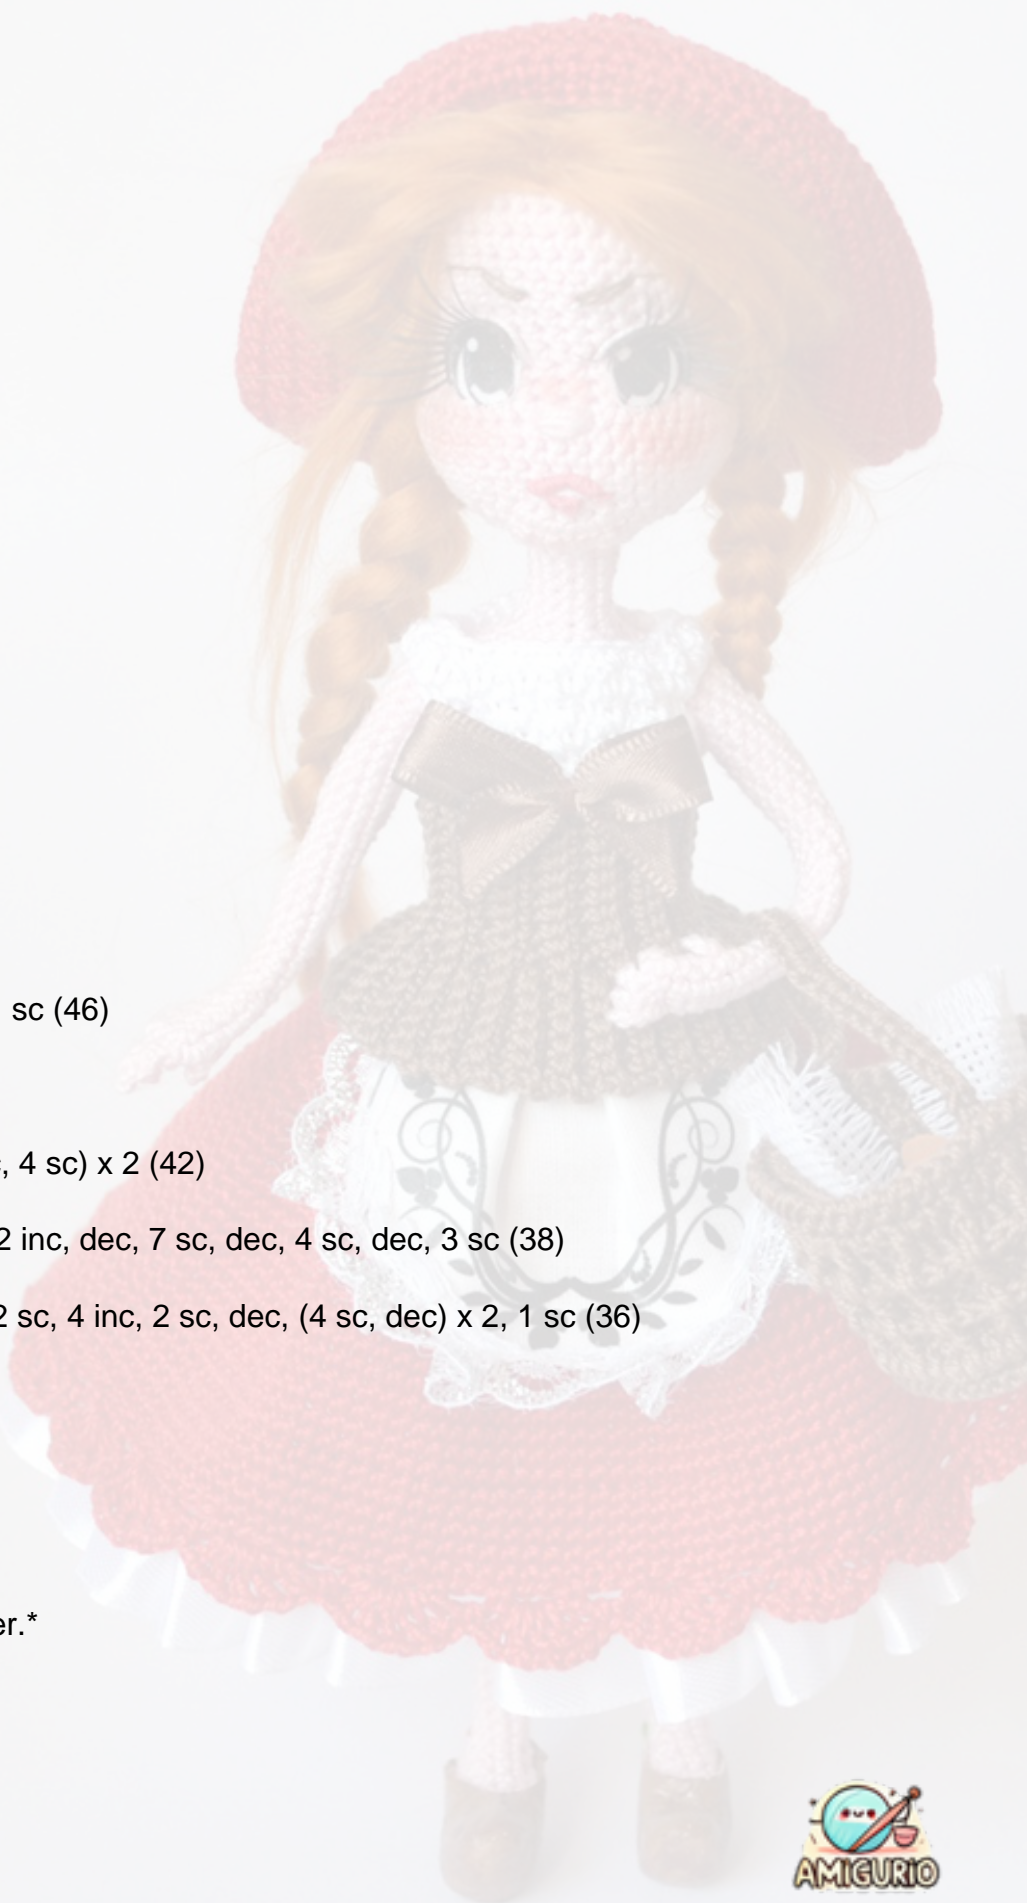 sc (46)
, 4 sc) x 2 (42)
2 inc, dec, 7 sc, dec, 4 sc, dec, 3 sc (38)
2 sc, 4 inc, 2 sc, dec, (4 sc, dec) x 2, 1 sc (36)
er.*
AMIGURIO